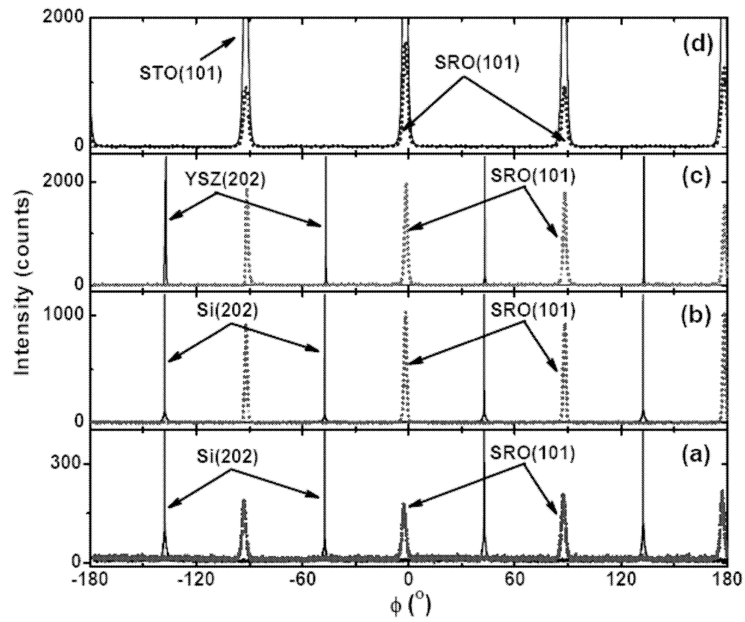 2000
0
STO(101)
SRO(101)
(d)
2000
0
YSZ(202)
SRO(101)
(c)
1000
0
Si(202)
SRO(101)
(b)
300
0
Si(202)
SRO(101)
(a)
Intensity (counts)
-180 -120 -60 0 60 120 180
ϕ (°)